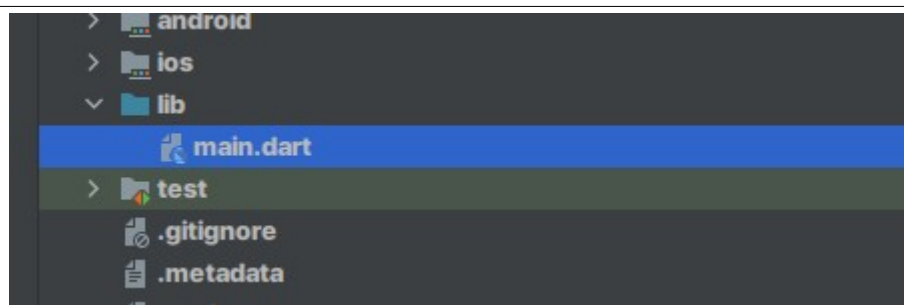 android
ios
lib
main.dart
test
.gitignore
.metadata